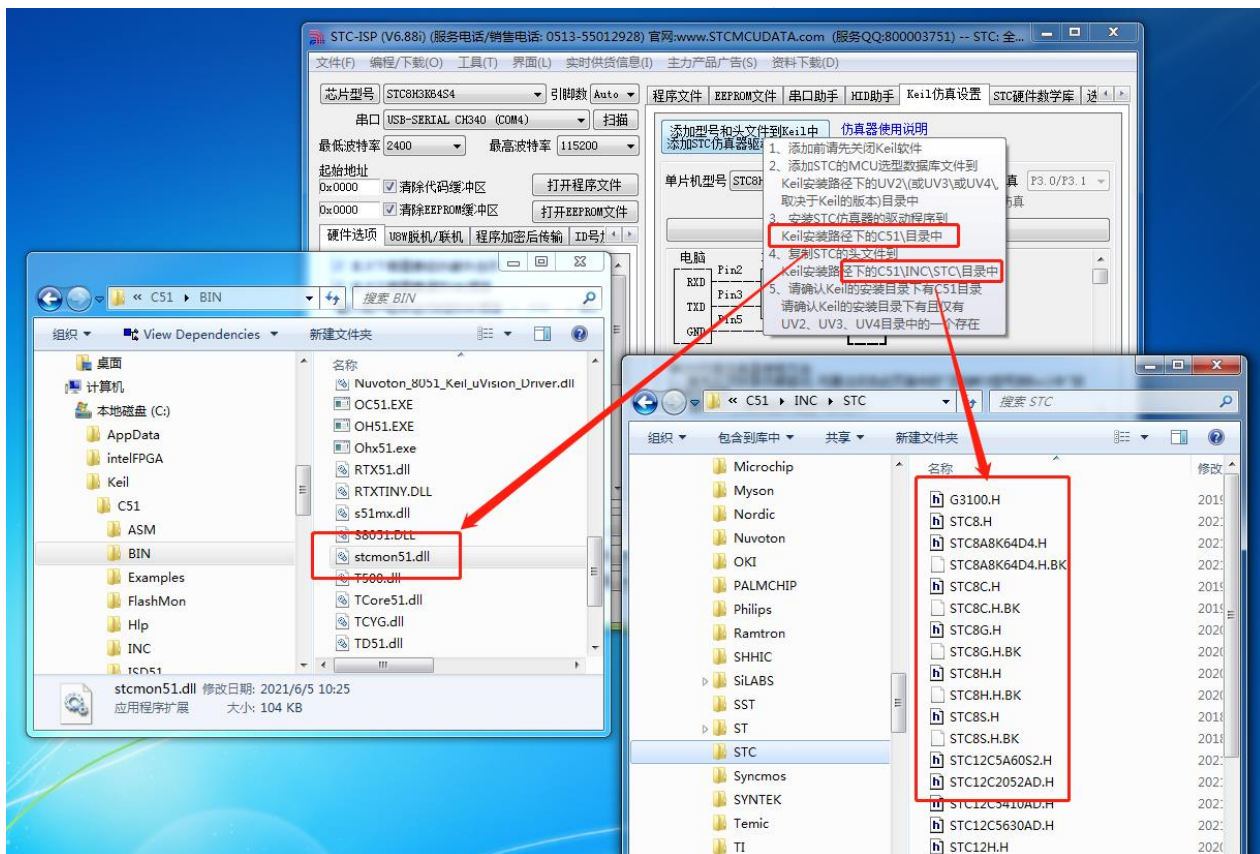 STC-ISP (V6.88i) (服务电话/销售电话: 0513-55012928) 官网:www.STCMCUDATA.com (服务QQ:800003751) -- STC: 全...
文件(F) 编程/下载(O) 工具(T) 界面(L) 实时供货信息(I) 主力产品广告(S) 资料下载(D)
芯片型号 STC8H3K64S4 引脚数 Auto
程序文件 EEPROM文件 串口助手 HID助手 Keil仿真设置 STC硬件数学库 选
串口 USB-SERIAL CH340 (COM4) 扫描
最低波特率 2400 最高波特率 115200
起始地址
0x0000 清除代码缓冲区 打开程序文件
0x0000 清除EEPROM缓冲区 打开EEPROM文件
硬件选项 U8W脱机/联机 程序加密后传输 ID号
添加型号和头文件到Keil中
添加STC仿真器驱
仿真器使用说明
单片机型号 STC8H
真 P3.0/P3.1
1、添加前请先关闭Keil软件
2、添加STC的MCU选型数据库文件到
Keil安装路径下的UV2\(或UV3\或UV4\,
取决于Keil的版本)目录中
3、安装STC仿真器的驱动程序到
Keil安装路径下的C51\目录中
4、复制STC的头文件到
Keil安装路径下的C51\INC\STC\目录中
5、请确认Keil的安装目录下有C51目录
请确认Keil的安装目录下有且仅有
UV2、UV3、UV4目录中的一个存在
电脑
RXD Pin2
TXD Pin3
GND Pin5
« C51 ▸ BIN
搜索 BIN
组织 View Dependencies 新建文件夹
桌面
计算机
本地磁盘 (C:)
AppData
intelFPGA
Keil
C51
ASM
BIN
Examples
FlashMon
Hlp
INC
ISD51
名称
Nuvoton_8051_Keil_uVision_Driver.dll
OC51.EXE
OH51.EXE
Ohx51.exe
RTX51.dll
RTXTINY.DLL
s51mx.dll
S8051.DLL
stcmon51.dll
T500.dll
TCore51.dll
TCYG.dll
TD51.dll
stcmon51.dll 修改日期: 2021/6/5 10:25
应用程序扩展 大小: 104 KB
« C51 ▸ INC ▸ STC
搜索 STC
组织 包含到库中 共享 新建文件夹
Microchip
Myson
Nordic
Nuvoton
OKI
PALMCHIP
Philips
Ramtron
SHHIC
SiLABS
SST
ST
STC
Syncmos
SYNTEK
Temic
TI
名称 修改
G3100.H 2019
STC8.H 202
STC8A8K64D4.H 202
STC8A8K64D4.H.BK 202
STC8C.H 2019
STC8C.H.BK 2019
STC8G.H 2020
STC8G.H.BK 2020
STC8H.H 2020
STC8H.H.BK 2020
STC8S.H 2018
STC8S.H.BK 2018
STC12C5A60S2.H 202
STC12C2052AD.H 202
STC12C5410AD.H 202
STC12C5630AD.H 202
STC12H.H 2020